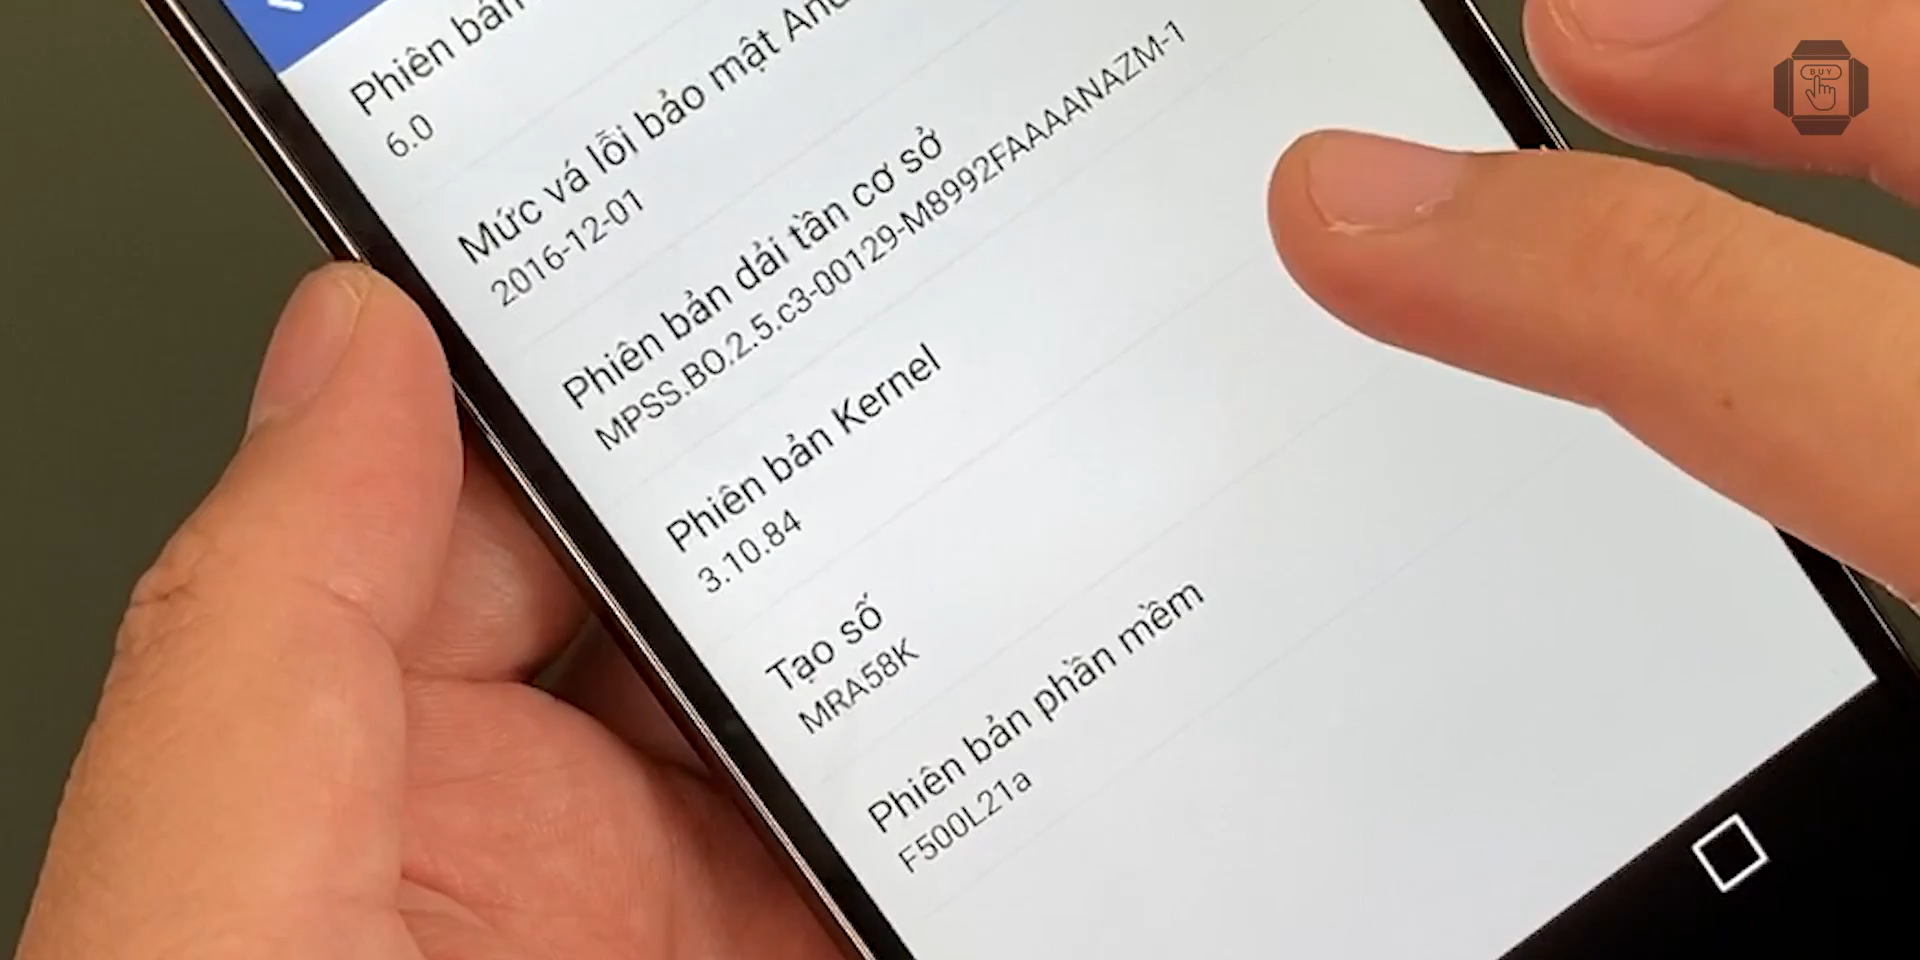 Phiên bản
6.0
Mức vá lỗi bảo mật
2016-12-01
Phiên bản dải tần cơ sở
MPSS.BO.2.5.c3-00129-M8992FAAAANAZM-1
Phiên bản Kernel
3.10.84
Tạo số
MRA58K
Phiên bản phần mềm
F500L21a
BUY